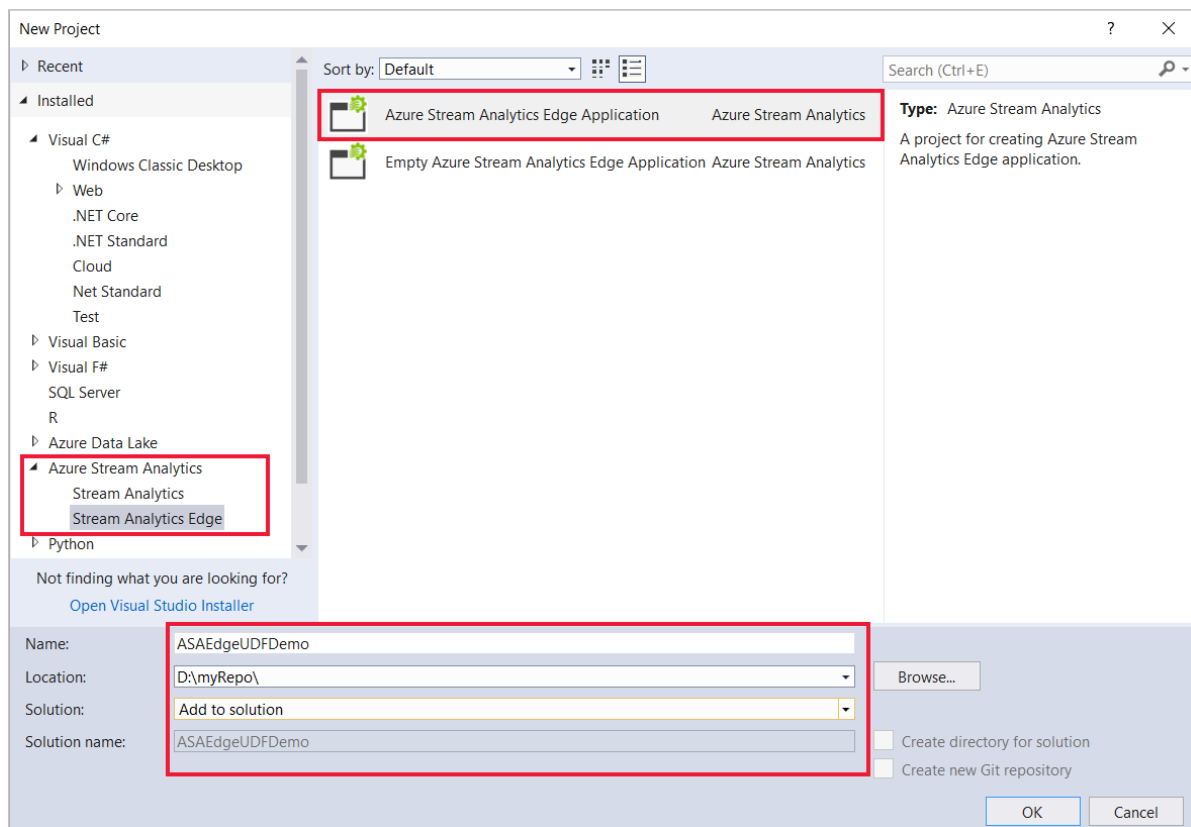 New Project
?
Recent
Installed
Visual C#
Windows Classic Desktop
Web
.NET Core
.NET Standard
Cloud
Net Standard
Test
Visual Basic
Visual F#
SQL Server
R
Azure Data Lake
Azure Stream Analytics
Stream Analytics
Stream Analytics Edge
Python
Not finding what you are looking for?
Open Visual Studio Installer
Sort by: Default
Azure Stream Analytics Edge Application Azure Stream Analytics
Empty Azure Stream Analytics Edge Application Azure Stream Analytics
Search (Ctrl+E)
Type: Azure Stream Analytics
A project for creating Azure Stream
Analytics Edge application.
Name: ASAEdgeUDFDemo
Location: D:\myRepo\ Browse...
Solution: Add to solution
Solution name: ASAEdgeUDFDemo
Create directory for solution
Create new Git repository
OK Cancel